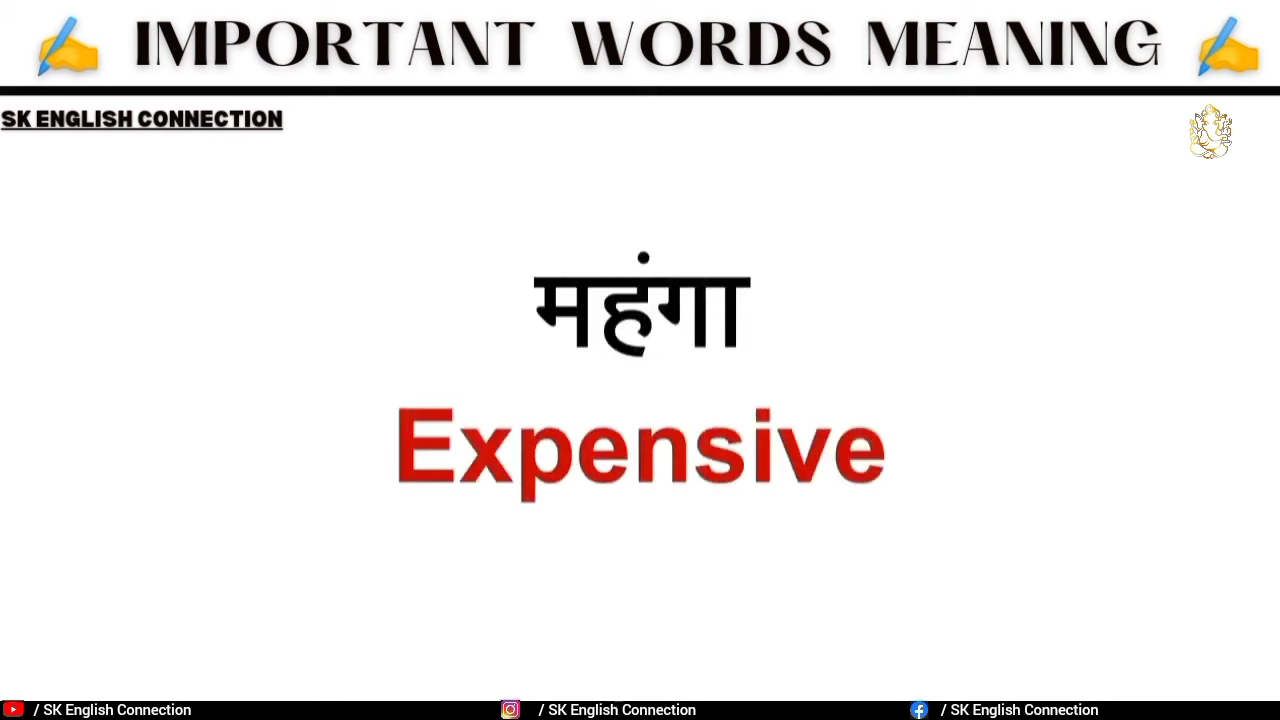 IMPORTANT WORDS MEANING
SK ENGLISH CONNECTION
महंगा
Expensive
/ SK English Connection / SK English Connection / SK English Connection